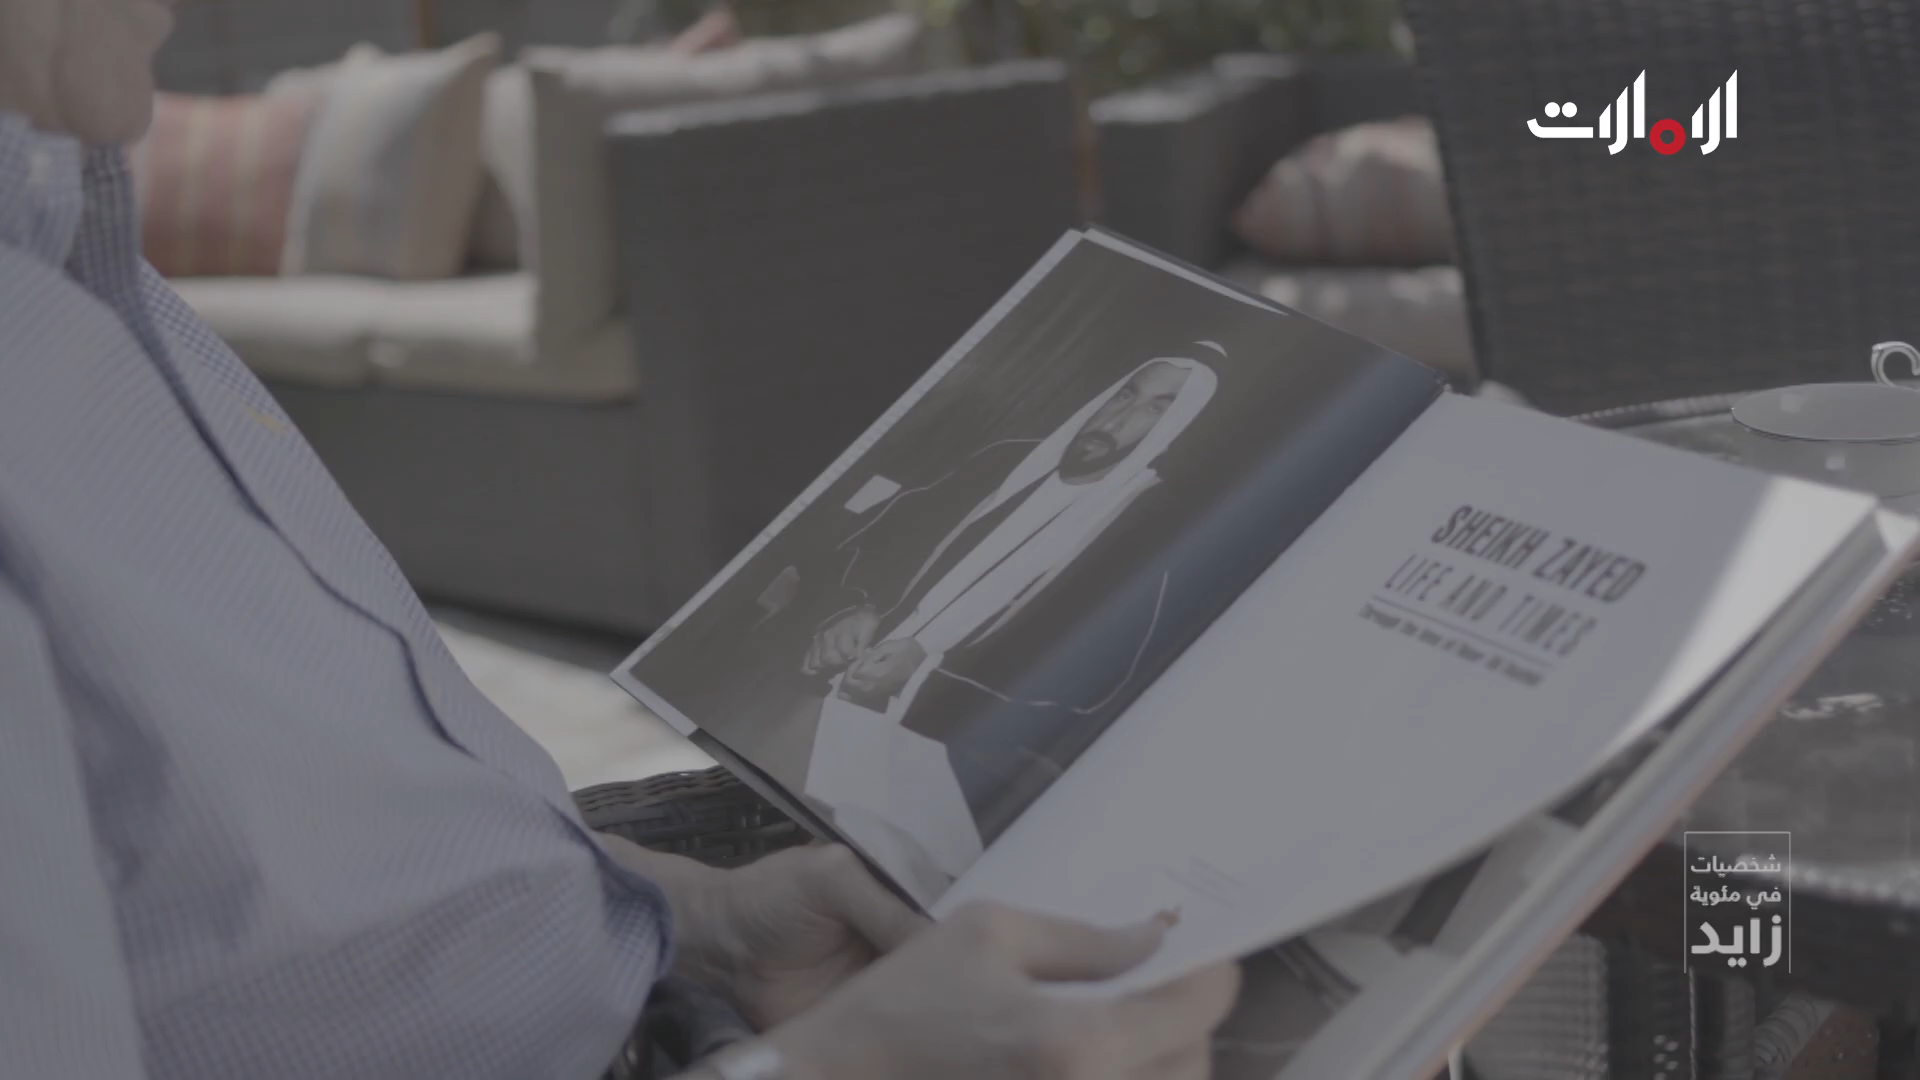 الامارات
SHEIKH ZAYED
LIFE AND TIMES
شخصيات
في مئوية
زايد